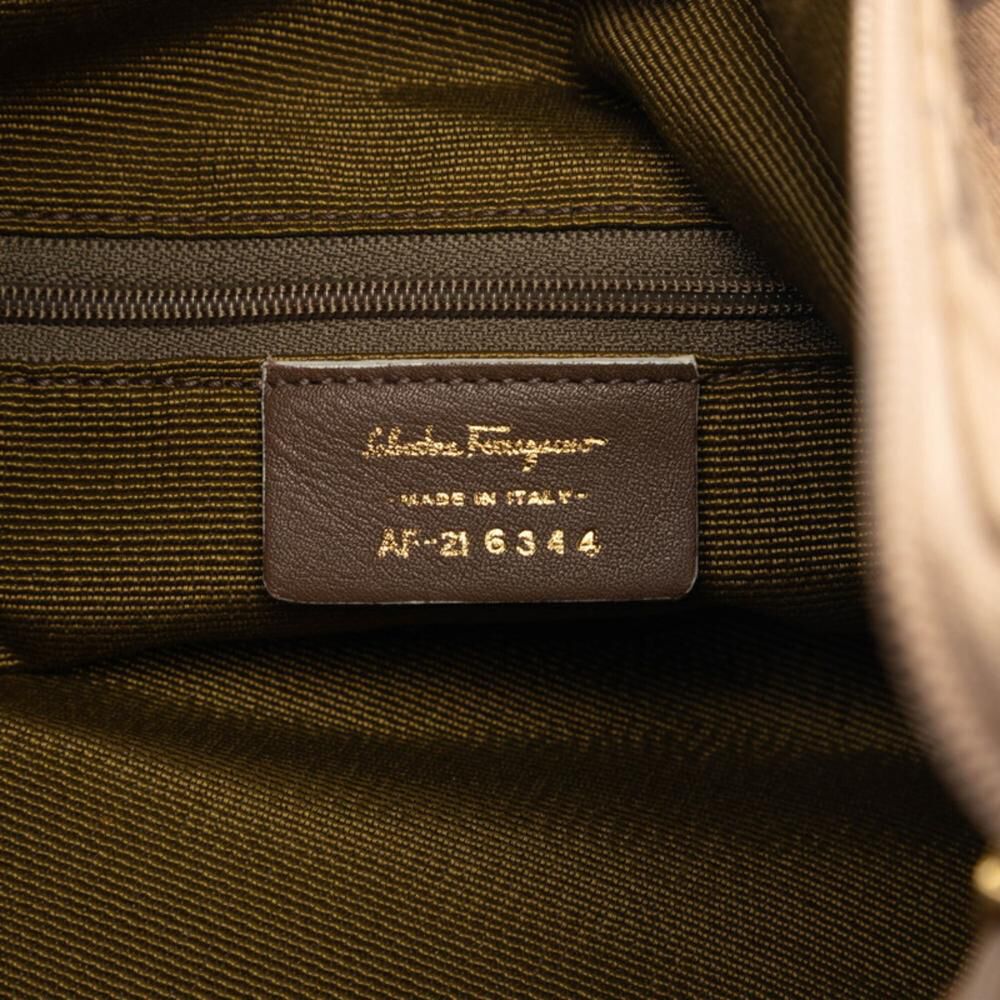 Salvatore Ferragamo
-MADE IN ITALY-
AF-21 6344